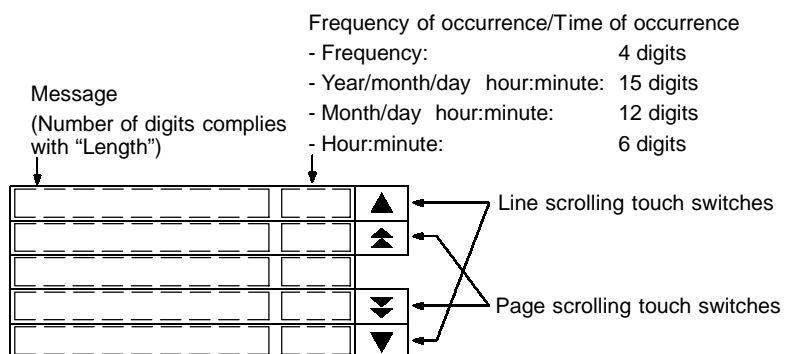 Frequency of occurrence/Time of occurrence
- Frequency: 4 digits
- Year/month/day hour:minute: 15 digits
- Month/day hour:minute: 12 digits
- Hour:minute: 6 digits
Message
(Number of digits complies
with “Length”)
Line scrolling touch switches
Page scrolling touch switches